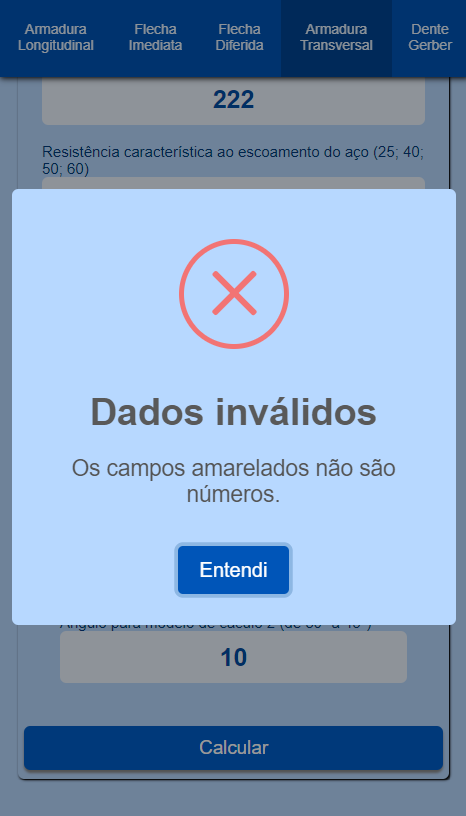 Armadura
Longitudinal
Flecha
Imediata
Flecha
Diferida
Armadura
Transversal
Dente
Gerber
222
Resistência característica ao escoamento do aço (25; 40;
50; 60)
Dados inválidos
Os campos amarelados não são
números.
Entendi
10
Calcular